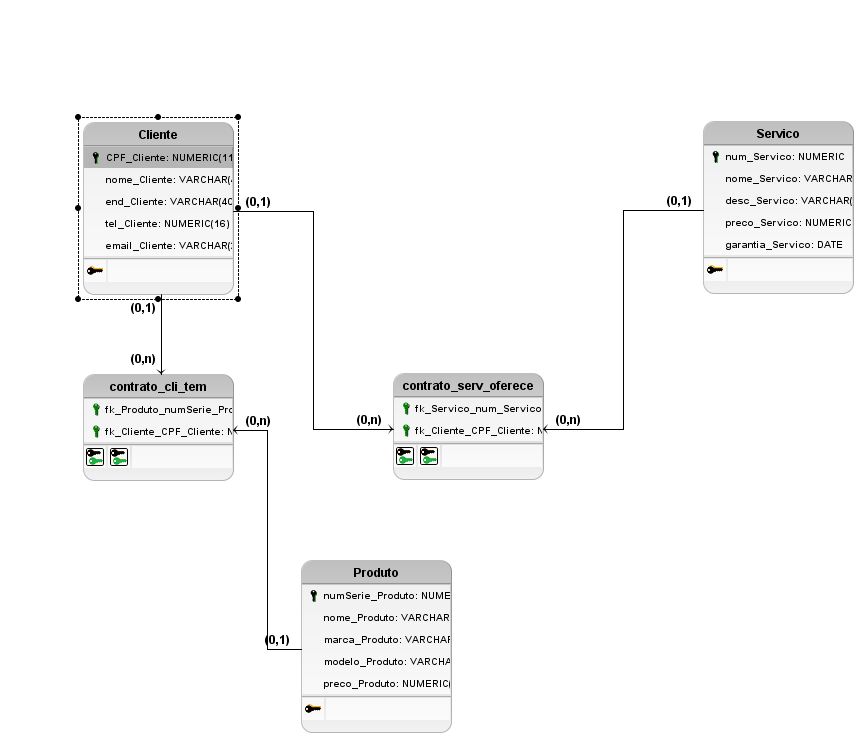 Cliente
CPF_Cliente: NUMERIC(11
nome_Cliente: VARCHAR(
end_Cliente: VARCHAR(40
tel_Cliente: NUMERIC(16)
email_Cliente: VARCHAR(
(0,1)
(0,1)
(0,n)
Servico
num_Servico: NUMERIC
nome_Servico: VARCHAR
desc_Servico: VARCHAR(
preco_Servico: NUMERIC
garantia_Servico: DATE
(0,1)
contrato_cli_tem
fk_Produto_numSerie_Pro
fk_Cliente_CPF_Cliente: N
(0,n)
(0,n)
contrato_serv_oferece
fk_Servico_num_Servico
fk_Cliente_CPF_Cliente: N
(0,n)
Produto
numSerie_Produto: NUME
nome_Produto: VARCHAR
marca_Produto: VARCHAR
modelo_Produto: VARCHA
preco_Produto: NUMERIC(
(0,1)